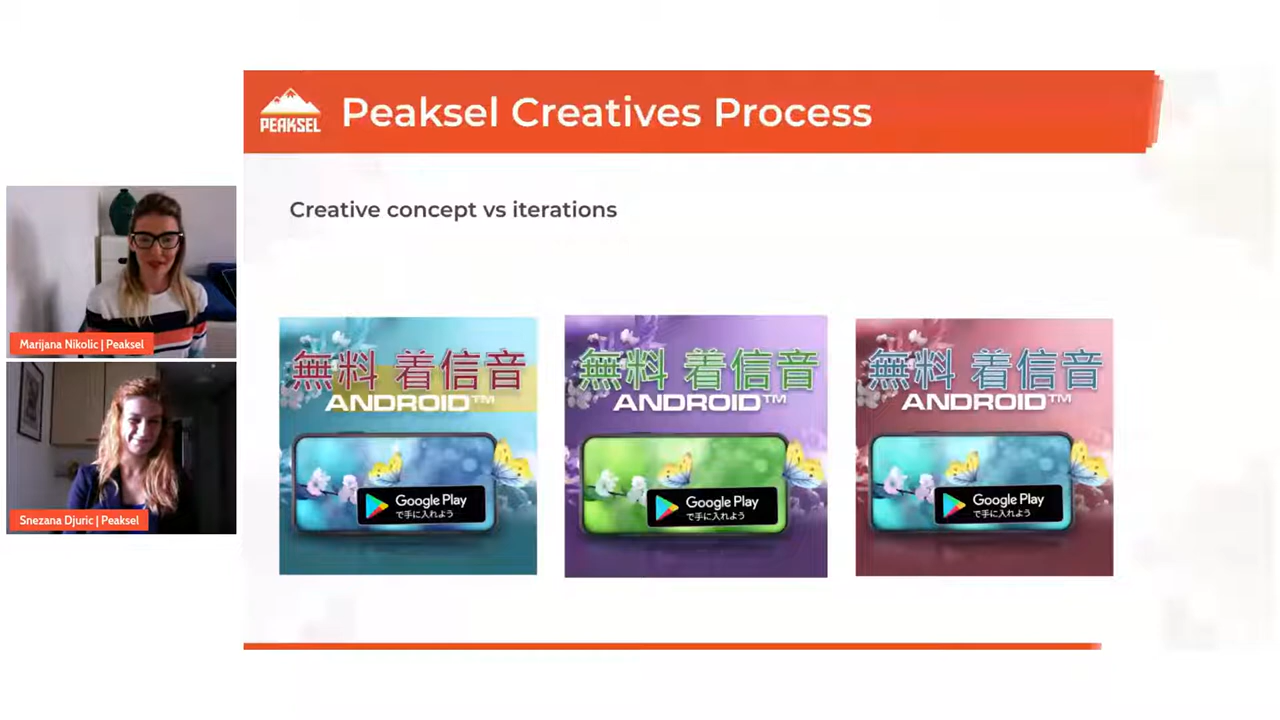 PEAKSEL
Peaksel Creatives Process
Creative concept vs iterations
Marijana Nikolic | Peaksel
Snezana Djuric | Peaksel
無料 着信音
ANDROID™
Google Play
で手に入れよう
無料 着信音
ANDROID™
Google Play
で手に入れよう
無料 着信音
ANDROID™
Google Play
で手に入れよう